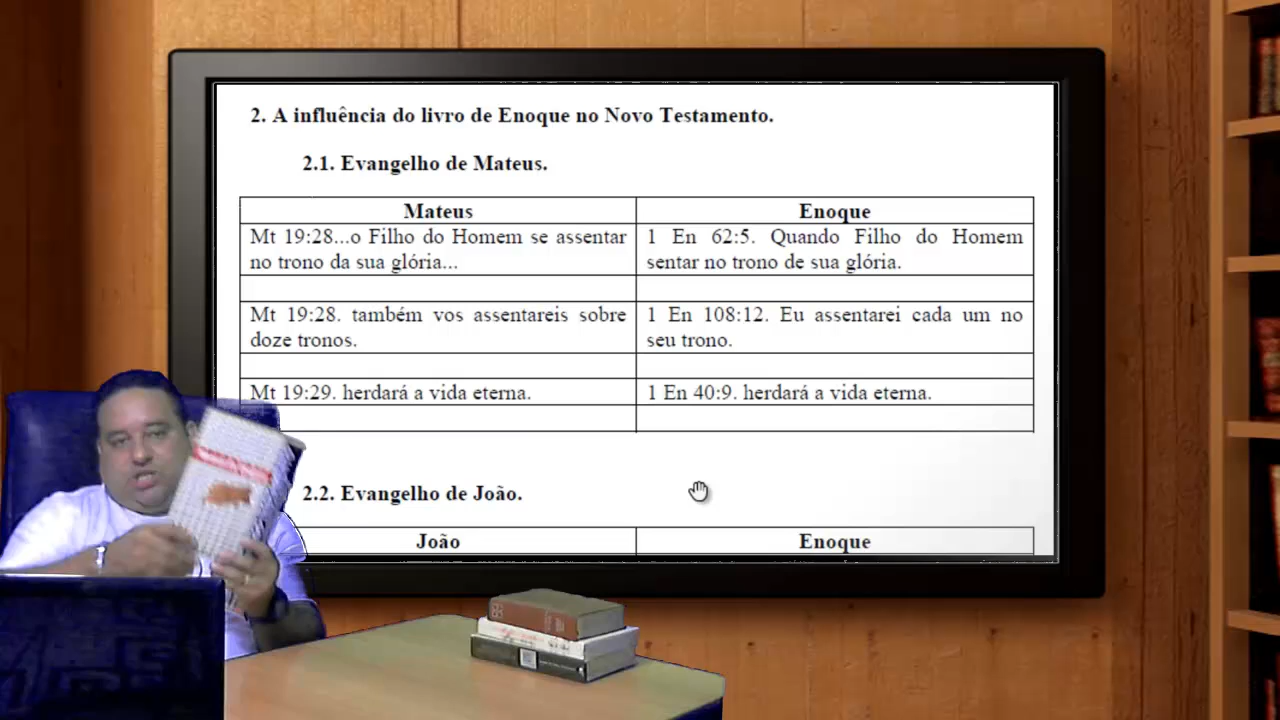 2. A influência do livro de Enoque no Novo Testamento.
2.1. Evangelho de Mateus.
Mateus
Enoque
Mt 19:28...o Filho do Homem se assentar
no trono da sua glória...
1 En 62:5. Quando Filho do Homem
sentar no trono de sua glória.
Mt 19:28. também vos assentareis sobre
doze tronos.
1 En 108:12. Eu assentarei cada um no
seu trono.
Mt 19:29. herdará a vida eterna.
1 En 40:9. herdará a vida eterna.
2.2. Evangelho de João.
João
Enoque